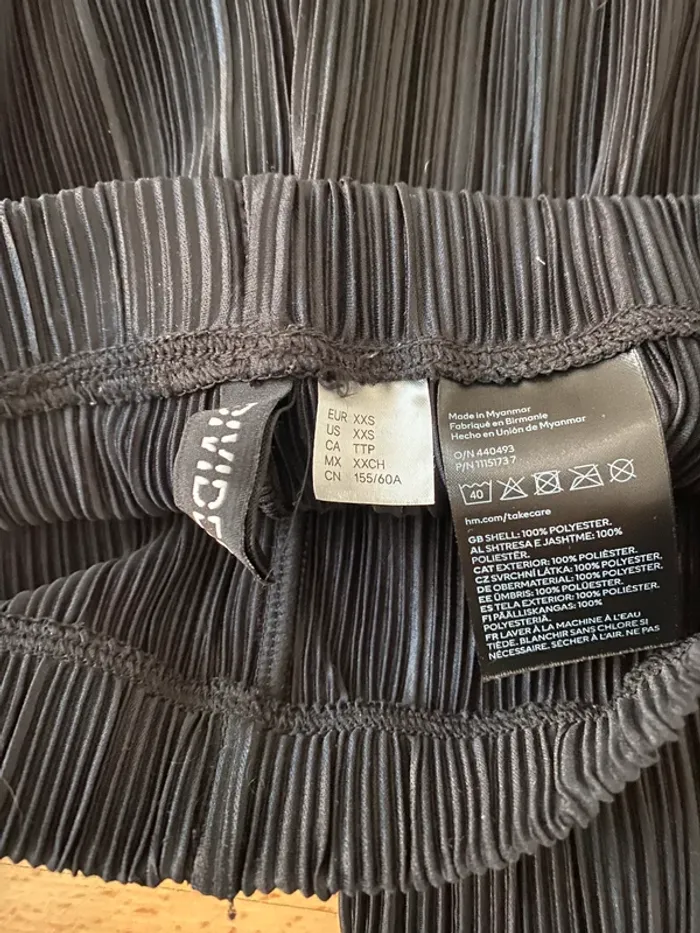 EUR XXS
US XXS
CA TTP
MX XXCH
CN 155/60A
Made in Myanmar
Fabriqué en Birmanie
Hecho en Unión de Myanmar
O/N 440493
P/N 1115173 7
40
hm.com/takecare
GB SHELL: 100% POLYESTER.
AL SHTRESA E JASHTME: 100%
POLIESTËR.
CAT EXTERIOR: 100% POLIÈSTER.
CZ SVRCHNÍ LÁTKA: 100% POLYESTER.
DE OBERMATERIAL: 100% POLYESTER.
EE ÜMBRIS: 100% POLÜESTER.
ES TELA EXTERIOR: 100% POLIÉSTER.
FI PÄÄLLISKANGAS: 100%
POLYESTERIÄ.
FR LAVER À LA MACHINE À L'EAU
TIÈDE. BLANCHIR SANS CHLORE SI
NÉCESSAIRE. SÉCHER À L'AIR. NE PAS